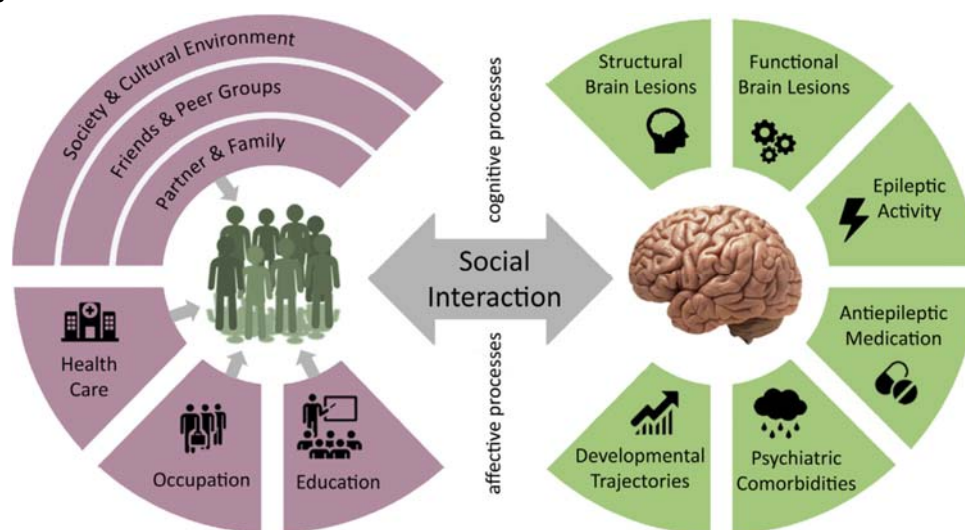 Society & Cultural Environment
Friends & Peer Groups
Partner & Family
Health
Care
Occupation
Education
cognitive processes
Social
Interaction
affective processes
Structural
Brain Lesions
Functional
Brain Lesions
Epileptic
Activity
Antiepileptic
Medication
Psychiatric
Comorbidities
Developmental
Trajectories